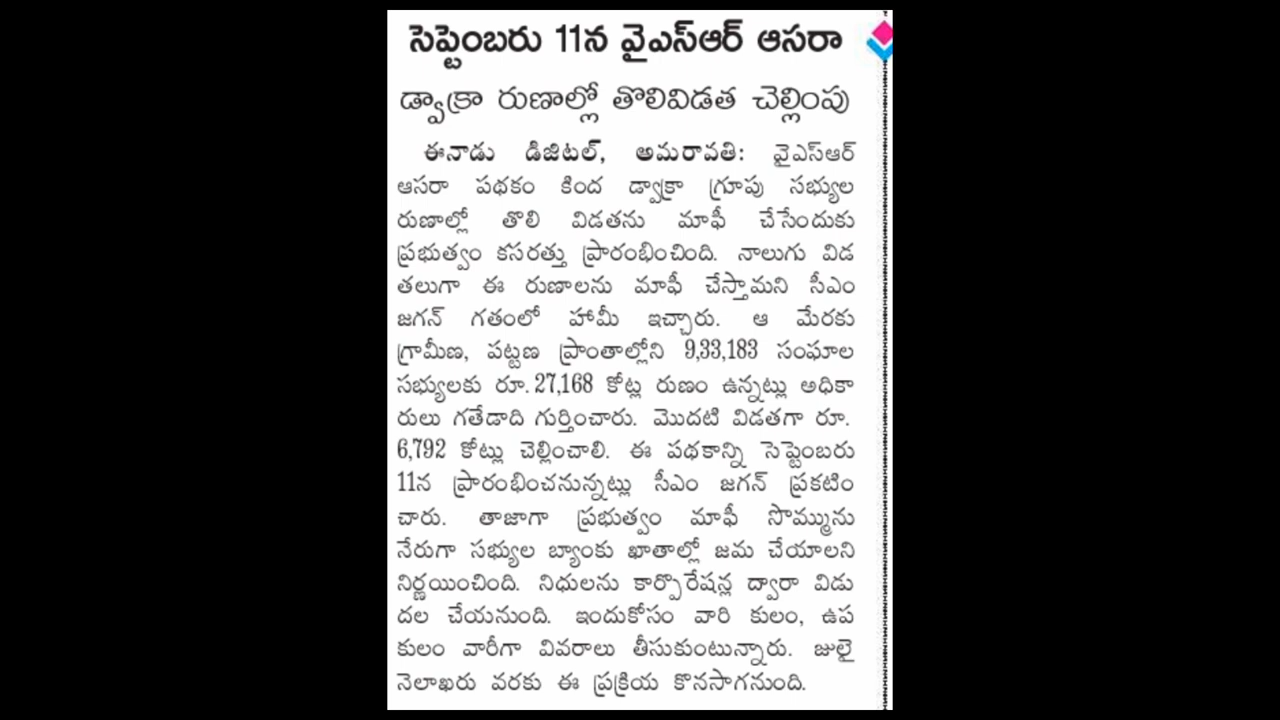 సెప్టెంబరు 11న వైఎస్ఆర్ ఆసరా
డ్వాక్రా రుణాల్లో తొలివిడత చెల్లింపు
ఈనాడు డిజిటల్, అమరావతి: వైఎస్ఆర్
ఆసరా పథకం కింద డ్వాక్రా గ్రూపు సభ్యుల
రుణాల్లో తొలి విడతను మాఫీ చేసేందుకు
ప్రభుత్వం కసరత్తు ప్రారంభించింది. నాలుగు విడ
తలుగా ఈ రుణాలను మాఫీ చేస్తామని సీఎం
జగన్ గతంలో హామీ ఇచ్చారు. ఆ మేరకు
గ్రామీణ, పట్టణ ప్రాంతాల్లోని 9,33,183 సంఘాల
సభ్యులకు రూ. 27,168 కోట్ల రుణం ఉన్నట్లు అధికా
రులు గతేడాది గుర్తించారు. మొదటి విడతగా రూ.
6,792 కోట్లు చెల్లించాలి. ఈ పథకాన్ని సెప్టెంబరు
11న ప్రారంభించనున్నట్లు సీఎం జగన్ ప్రకటిం
చారు. తాజాగా ప్రభుత్వం మాఫీ సొమ్మును
నేరుగా సభ్యుల బ్యాంకు ఖాతాల్లో జమ చేయాలని
నిర్ణయించింది. నిధులను కార్పొరేషన్ల ద్వారా విడు
దల చేయనుంది. ఇందుకోసం వారి కులం, ఉప
కులం వారీగా వివరాలు తీసుకుంటున్నారు. జులై
నెలాఖరు వరకు ఈ ప్రక్రియ కొనసాగనుంది.